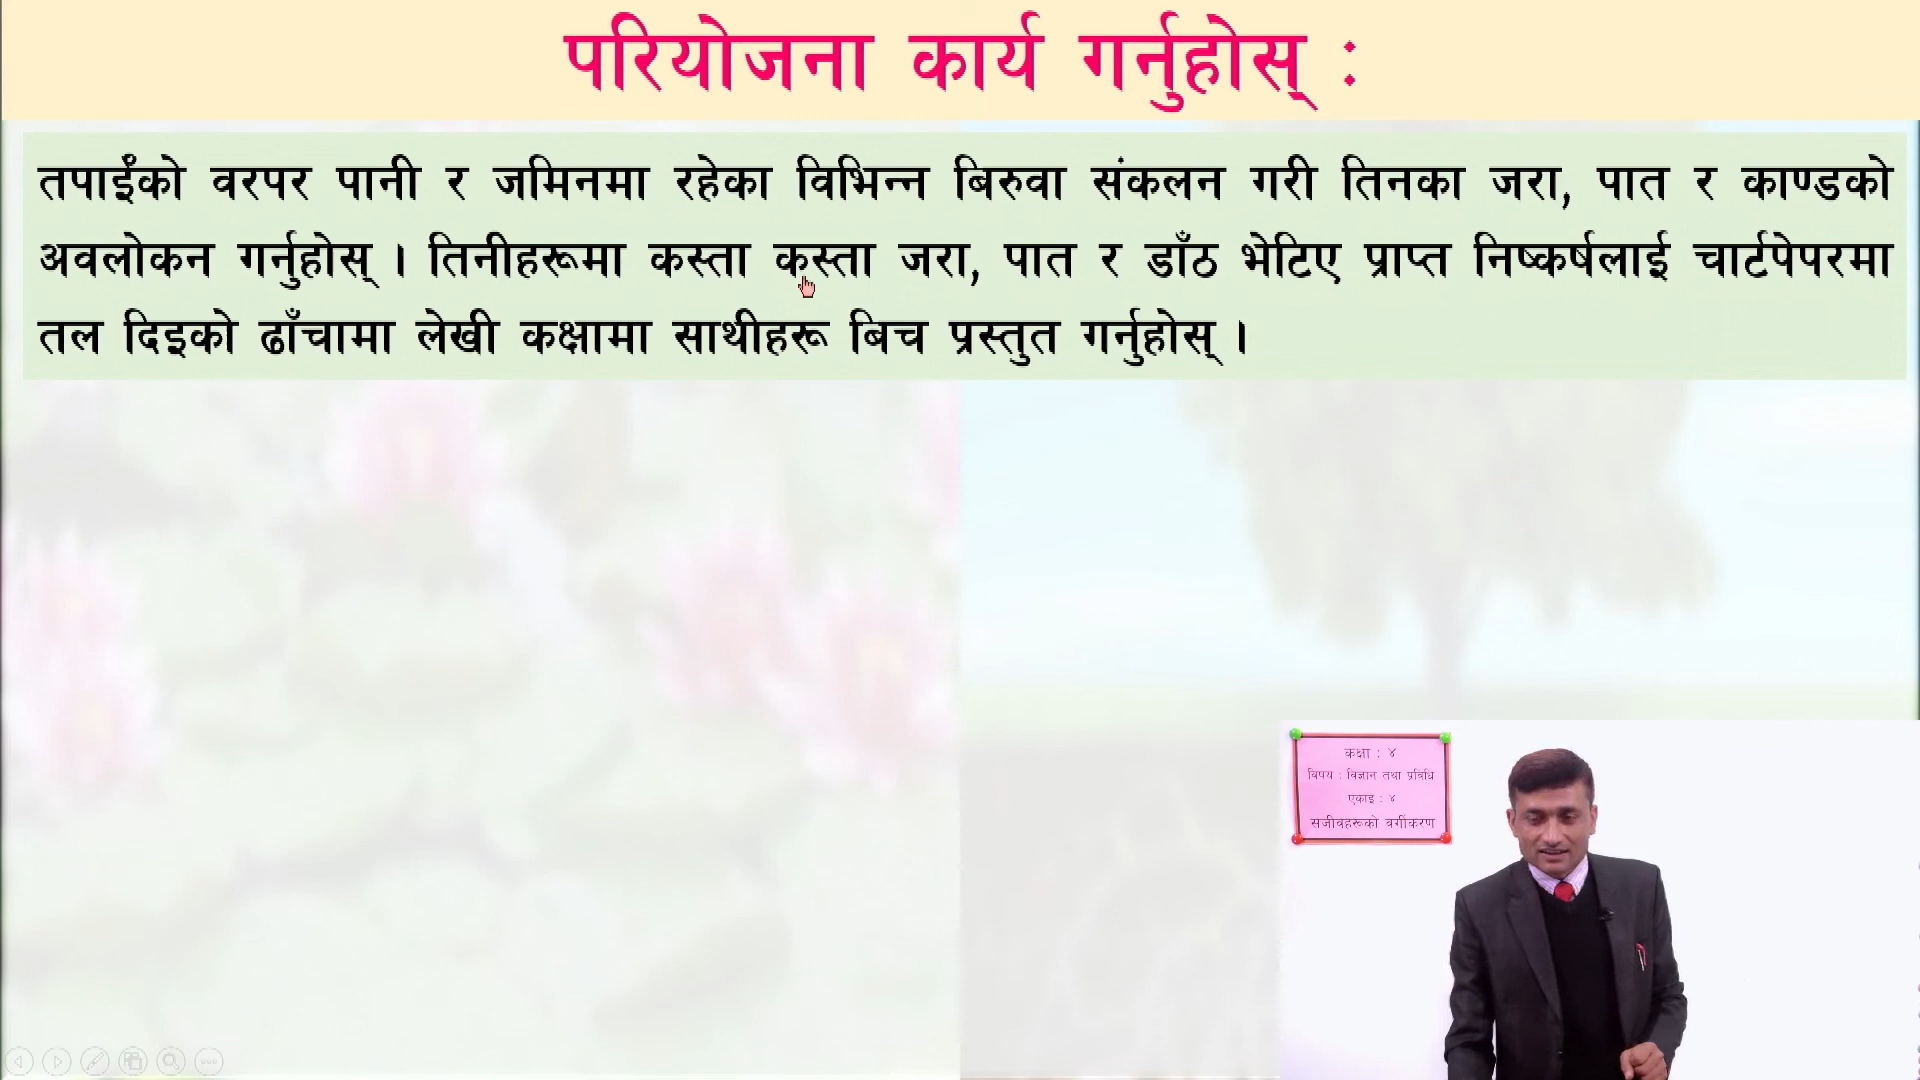 परियोजना कार्य गर्नुहोस् :
तपाईंको वरपर पानी र जमिनमा रहेका विभिन्न बिरुवा संकलन गरी तिनका जरा, पात र काण्डको
अवलोकन गर्नुहोस् । तिनीहरूमा कस्ता कस्ता जरा, पात र डाँठ भेटिए प्राप्त निष्कर्षलाई चार्टपेपरमा
तल दिइको ढाँचामा लेखी कक्षामा साथीहरू बिच प्रस्तुत गर्नुहोस् ।
कक्षा : ४
विषय : विज्ञान तथा प्रविधि
एकाइ : ४
सजीवहरूको वर्गीकरण